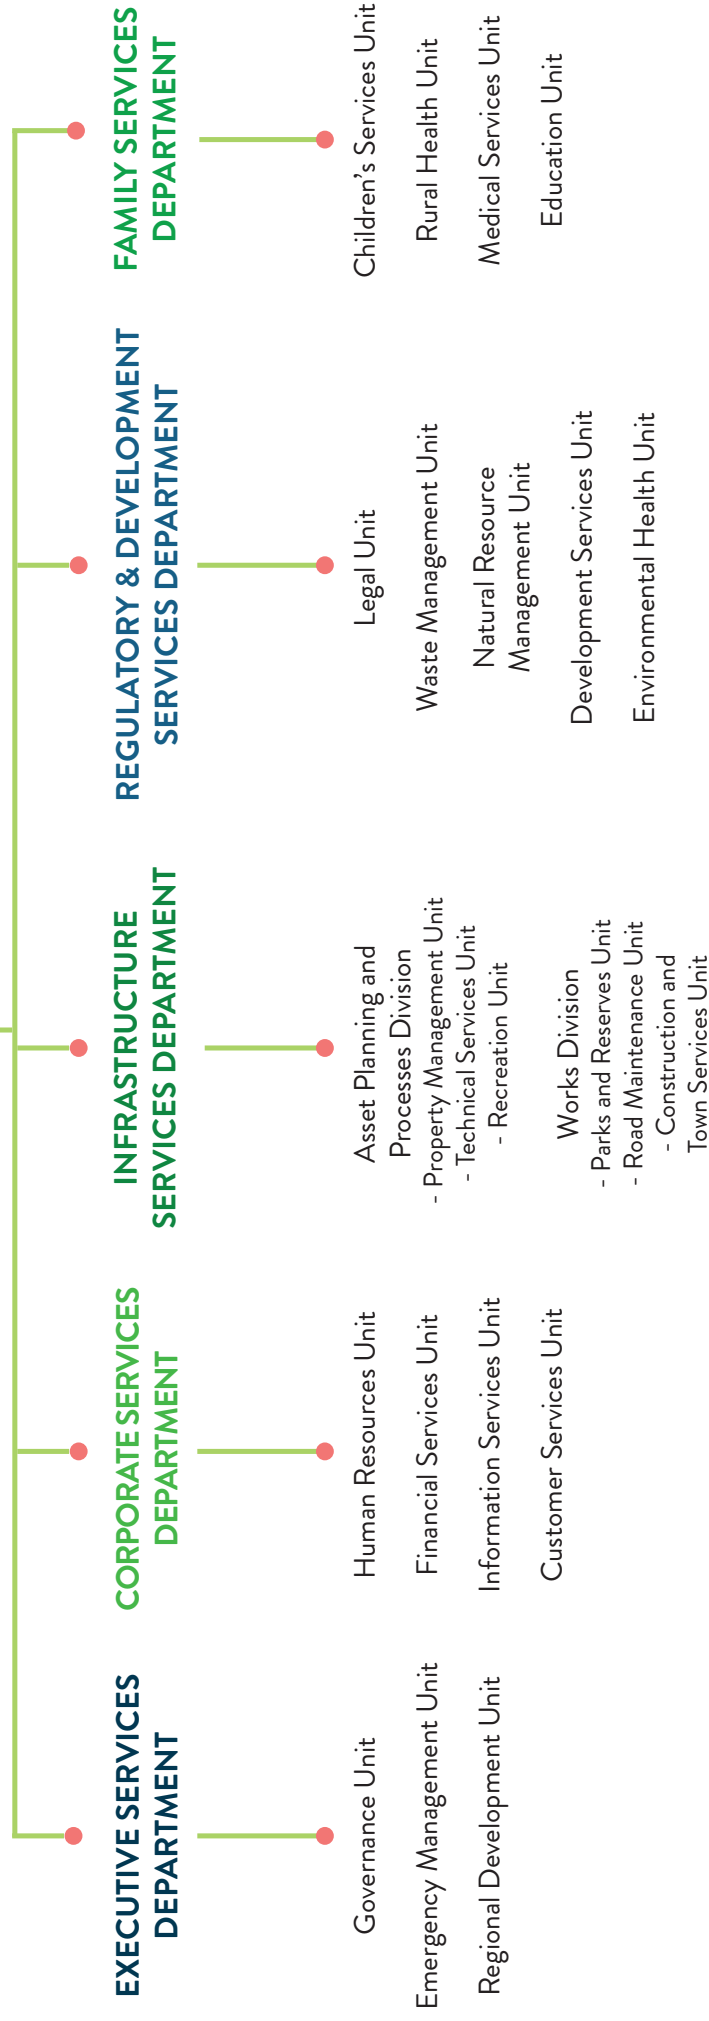 EXECUTIVE SERVICES
DEPARTMENT
Governance Unit
Emergency Management Unit
Regional Development Unit
CORPORATE SERVICES
DEPARTMENT
Human Resources Unit
Financial Services Unit
Information Services Unit
Customer Services Unit
INFRASTRUCTURE
SERVICES DEPARTMENT
Asset Planning and
Processes Division
- Property Management Unit
- Technical Services Unit
- Recreation Unit
Works Division
- Parks and Reserves Unit
- Road Maintenance Unit
- Construction and
Town Services Unit
REGULATORY & DEVELOPMENT
SERVICES DEPARTMENT
Legal Unit
Waste Management Unit
Natural Resource
Management Unit
Development Services Unit
Environmental Health Unit
FAMILY SERVICES
DEPARTMENT
Children’s Services Unit
Rural Health Unit
Medical Services Unit
Education Unit